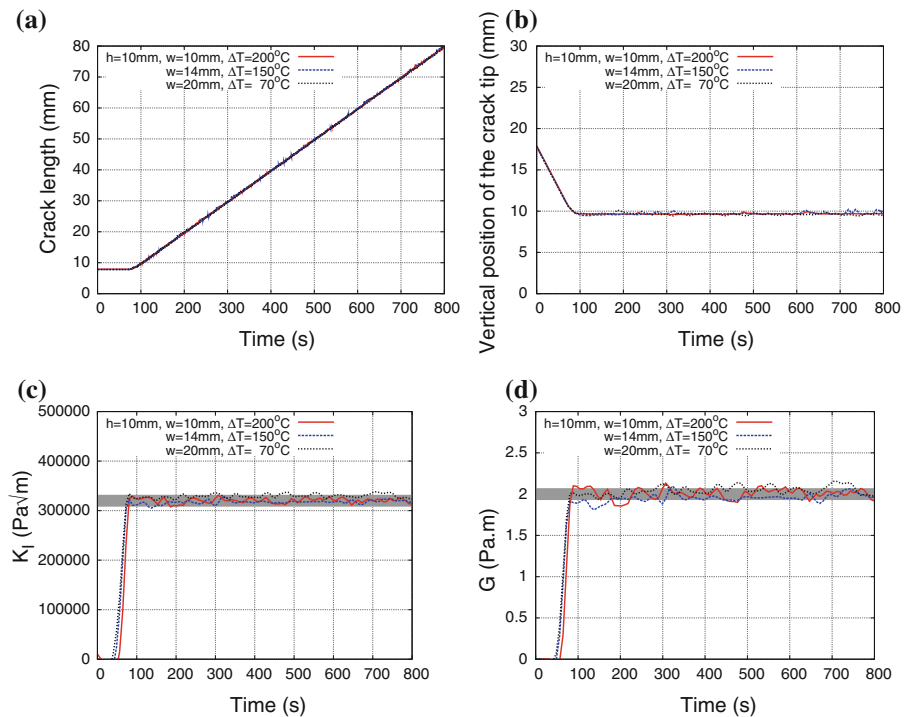 (a)
h=10mm, w=10mm, ΔT=200°C
w=14mm, ΔT=150°C
w=20mm, ΔT= 70°C
Crack length (mm)
80
70
60
50
40
30
20
10
0
0 100 200 300 400 500 600 700 800
Time (s)
(b)
h=10mm, w=10mm, ΔT=200°C
w=14mm, ΔT=150°C
w=20mm, ΔT= 70°C
Vertical position of the crack tip (mm)
30
25
20
15
10
5
0
0 100 200 300 400 500 600 700 800
Time (s)
(c)
h=10mm, w=10mm, ΔT=200°C
w=14mm, ΔT=150°C
w=20mm, ΔT= 70°C
K_I (Pa√m)
500000
400000
300000
200000
100000
0
0 100 200 300 400 500 600 700 800
Time (s)
(d)
h=10mm, w=10mm, ΔT=200°C
w=14mm, ΔT=150°C
w=20mm, ΔT= 70°C
G (Pa.m)
3
2.5
2
1.5
1
0.5
0
0 100 200 300 400 500 600 700 800
Time (s)